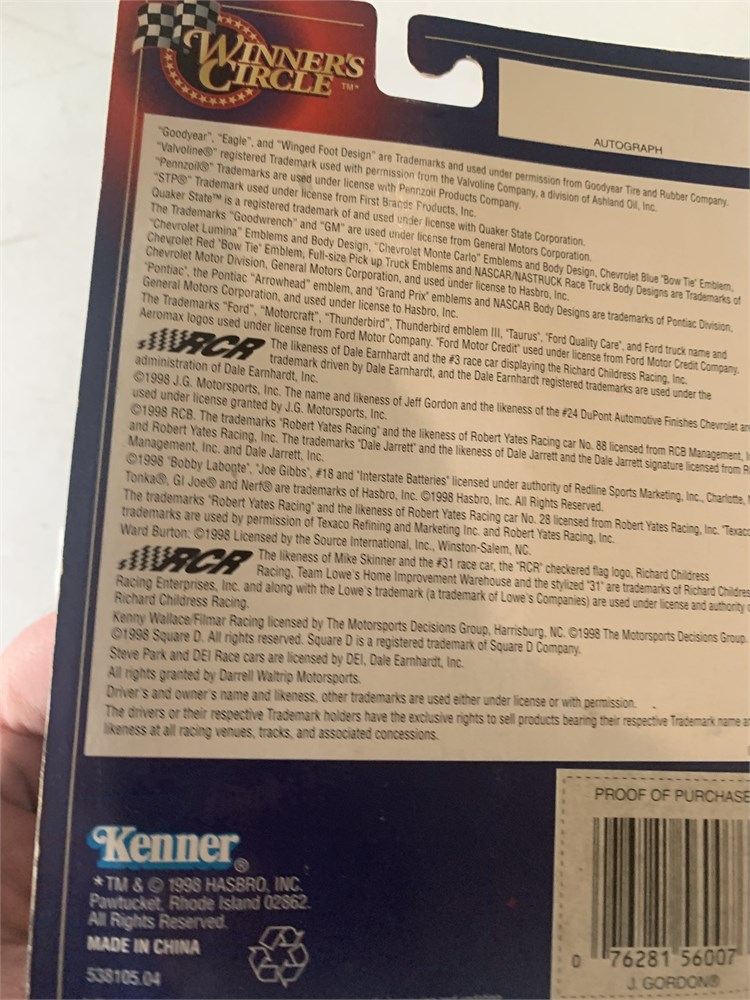 WINNER'S
CIRCLE ™*
AUTOGRAPH
"Goodyear", "Eagle", and "Winged Foot Design" are Trademarks and used under permission from Goodyear Tire and Rubber Company.
"Valvoline®" registered Trademark used with permission from the Valvoline Company, a division of Ashland Oil, Inc.
"Pennzoil®" Trademarks are used under license with Pennzoil Products Company.
"STP®" Trademark used under license from First Brands Products, Inc.
Quaker State™ is a registered trademark of and used under license with Quaker State Corporation.
The Trademarks "Goodwrench" and "GM" are used under license from General Motors Corporation.
"Chevrolet Lumina" Emblems and Body Design, "Chevrolet Monte Carlo" Emblems and Body Design, Chevrolet Blue "Bow Tie" Emblem,
Chevrolet Red "Bow Tie" Emblem, Full-size Pick up Truck Emblems and NASCAR/NASTRUCK Race Truck Body Designs are Trademarks of
Chevrolet Motor Division, General Motors Corporation, and used under license to Hasbro, Inc.
"Pontiac", the Pontiac "Arrowhead" emblem, and "Grand Prix" emblems and NASCAR Body Designs are trademarks of Pontiac Division,
General Motors Corporation, and used under license to Hasbro, Inc.
The Trademarks "Ford", "Motorcraft", "Thunderbird", Thunderbird emblem III, "Taurus", "Ford Quality Care", and Ford truck name and
Aeromax logos used under license from Ford Motor Company. "Ford Motor Credit" used under license from Ford Motor Credit Company.
RCR The likeness of Dale Earnhardt and the #3 race car displaying the Richard Childress Racing, Inc.
trademark driven by Dale Earnhardt, and the Dale Earnhardt registered trademarks are used under the
administration of Dale Earnhardt, Inc.
©1998 J.G. Motorsports, Inc. The name and likeness of Jeff Gordon and the likeness of the #24 DuPont Automotive Finishes Chevrolet are
used under license granted by J.G. Motorsports, Inc.
©1998 RCB. The trademarks "Robert Yates Racing" and the likeness of Robert Yates Racing car No. 88 licensed from RCB Management,
and Robert Yates Racing, Inc. The trademarks "Dale Jarrett" and the likeness of Dale Jarrett and the Dale Jarrett signature licensed from
Management, Inc. and Dale Jarrett, Inc.
©1998 "Bobby Labonte", "Joe Gibbs", #18 and "Interstate Batteries" licensed under authority of Redline Sports Marketing, Inc., Charlotte,
Tonka®, GI Joe® and Nerf® are trademarks of Hasbro, Inc. ©1998 Hasbro, Inc. All Rights Reserved.
The trademarks "Robert Yates Racing" and the likeness of Robert Yates Racing car No. 28 licensed from Robert Yates Racing, Inc. "Texaco
trademarks are used by permission of Texaco Refining and Marketing Inc. and Robert Yates Racing, Inc.
Ward Burton: ©1998 Licensed by the Source International, Inc., Winston-Salem, NC.
RCR The likeness of Mike Skinner and the #31 race car, the "RCR" checkered flag logo, Richard Childress
Racing, Team Lowe's Home Improvement Warehouse and the stylized "31" are trademarks of Richard Childress
Racing Enterprises, Inc. and along with the Lowe's trademark (a trademark of Lowe's Companies) are used under license and authority of
Richard Childress Racing.
Kenny Wallace/Filmar Racing licensed by The Motorsports Decisions Group, Harrisburg, NC. ©1998 The Motorsports Decisions Group.
©1998 Square D. All rights reserved. Square D is a registered trademark of Square D Company.
Steve Park and DEI Race cars are licensed by DEI, Dale Earnhardt, Inc.
All rights granted by Darrell Waltrip Motorsports.
Driver's and owner's name and likeness, other trademarks are used either under license or with permission.
The drivers or their respective Trademark holders have the exclusive rights to sell products bearing their respective Trademark name
likeness at all racing venues, tracks, and associated concessions.
Kenner®
*TM & © 1998 HASBRO, INC.
Pawtucket, Rhode Island 02862.
All Rights Reserved.
MADE IN CHINA
538105.04
PROOF OF PURCHASE
0 76281 56007
J. GORDON®